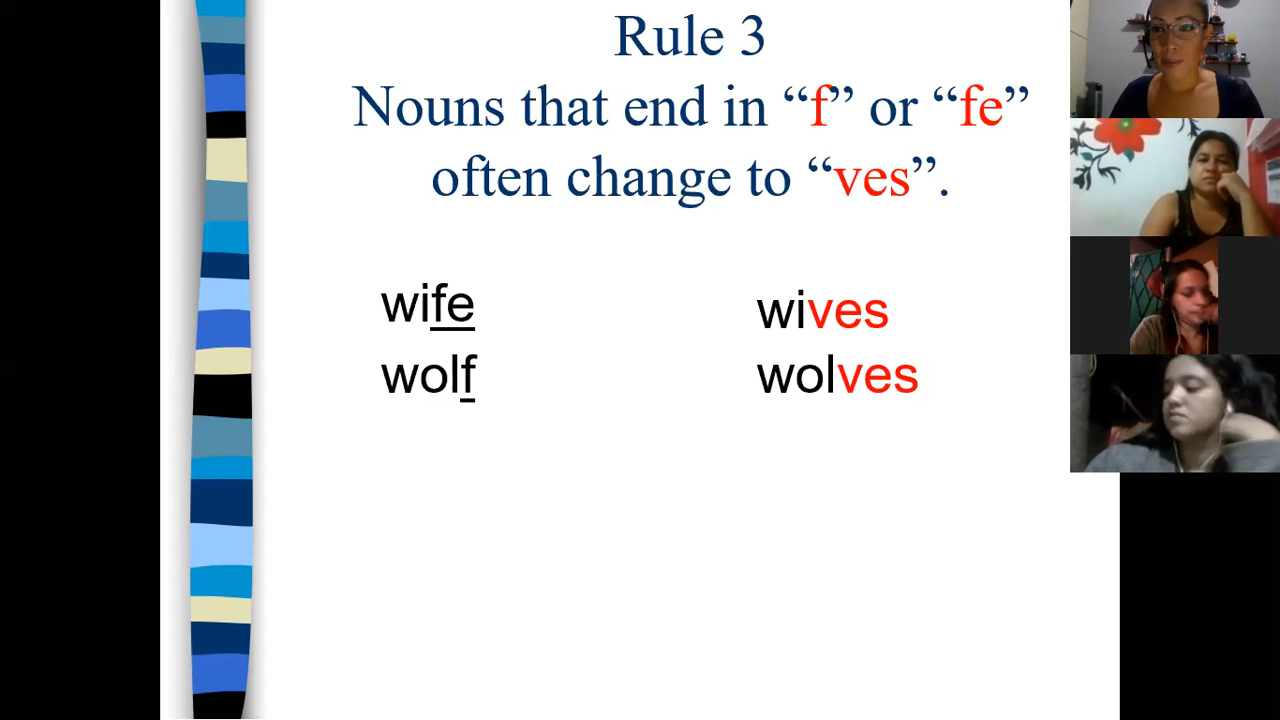 Rule 3
Nouns that end in “f” or “fe”
often change to “ves”.
wife wives
wolf wolves